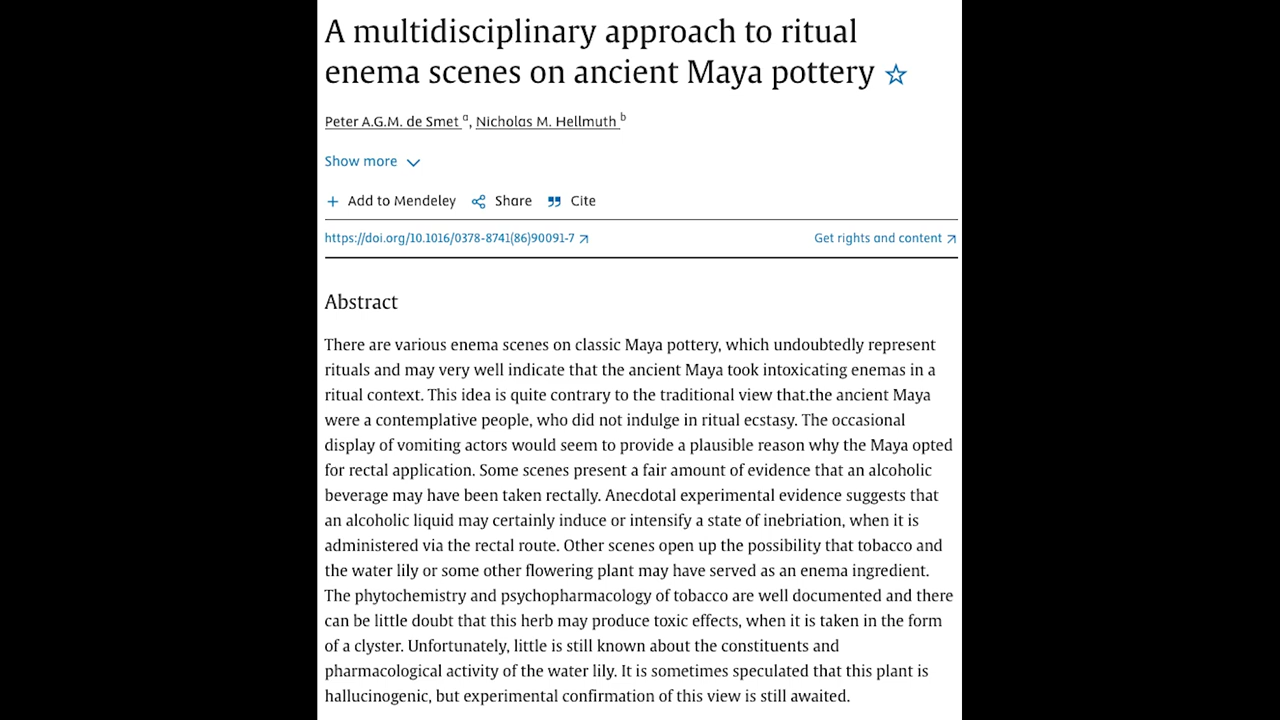 A multidisciplinary approach to ritual
enema scenes on ancient Maya pottery ☆
Peter A.G.M. de Smet a, Nicholas M. Hellmuth b
Show more
+ Add to Mendeley Share Cite
https://doi.org/10.1016/0378-8741(86)90091-7 Get rights and content
Abstract
There are various enema scenes on classic Maya pottery, which undoubtedly represent
rituals and may very well indicate that the ancient Maya took intoxicating enemas in a
ritual context. This idea is quite contrary to the traditional view that.the ancient Maya
were a contemplative people, who did not indulge in ritual ecstasy. The occasional
display of vomiting actors would seem to provide a plausible reason why the Maya opted
for rectal application. Some scenes present a fair amount of evidence that an alcoholic
beverage may have been taken rectally. Anecdotal experimental evidence suggests that
an alcoholic liquid may certainly induce or intensify a state of inebriation, when it is
administered via the rectal route. Other scenes open up the possibility that tobacco and
the water lily or some other flowering plant may have served as an enema ingredient.
The phytochemistry and psychopharmacology of tobacco are well documented and there
can be little doubt that this herb may produce toxic effects, when it is taken in the form
of a clyster. Unfortunately, little is still known about the constituents and
pharmacological activity of the water lily. It is sometimes speculated that this plant is
hallucinogenic, but experimental confirmation of this view is still awaited.